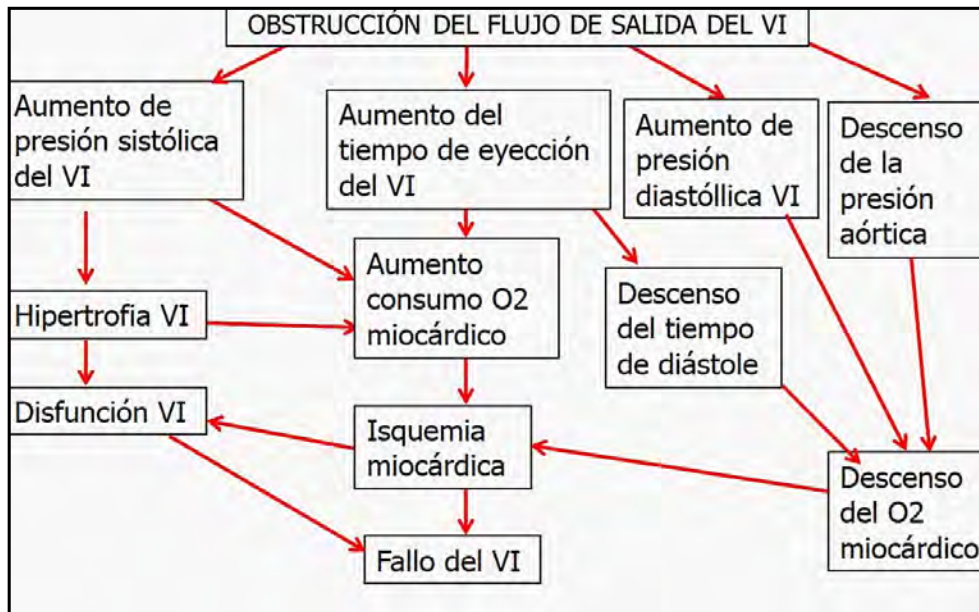 OBSTRUCCIÓN DEL FLUJO DE SALIDA DEL VI
Aumento de
presión sistólica
del VI
Aumento del
tiempo de eyección
del VI
Aumento de
presión
diastóllica VI
Descenso
de la
presión
aórtica
Aumento
consumo O2
miocárdico
Descenso
del tiempo
de diástole
Hipertrofia VI
Disfunción VI
Isquemia
miocárdica
Descenso
del O2
miocárdico
Fallo del VI